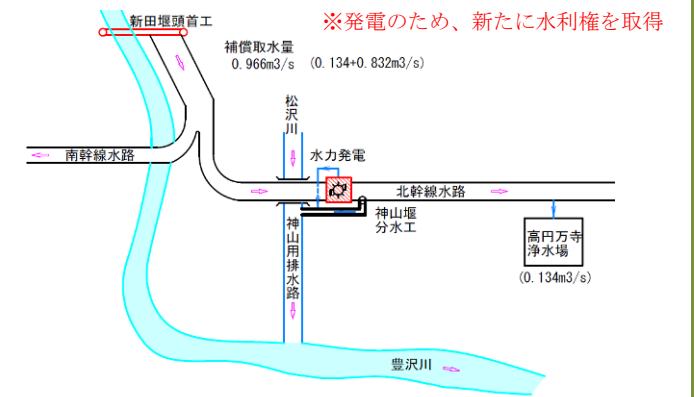 ※発電のため、新たに水利権を取得
新田堰頭首工
補償取水量
0.966m3/s (0.134+0.832m3/s)
松沢川
水力発電
南幹線水路
北幹線水路
神山堰
分水工
神山用排水路
高円万寺
浄水場
(0.134m3/s)
豊沢川